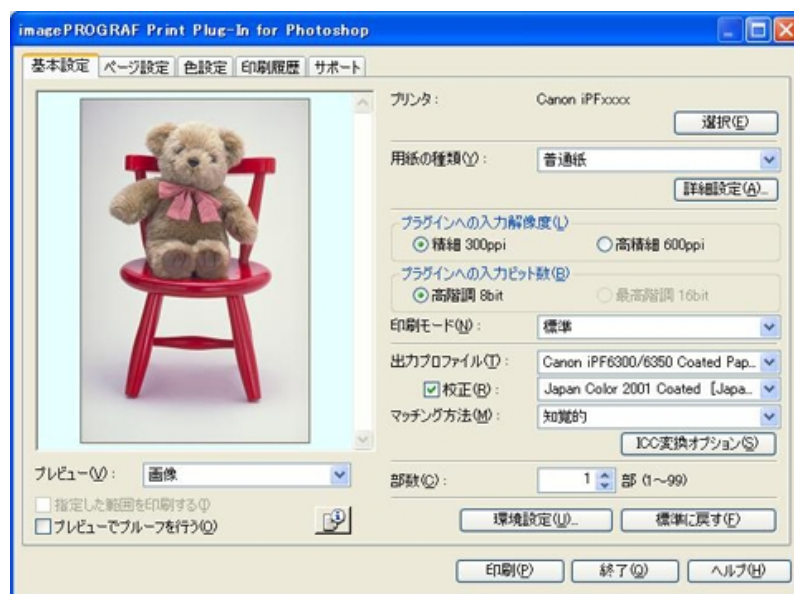 imagePROGRAF Print Plug-In for Photoshop
基本設定 ページ設定 色設定 印刷履歴 サポート
プリンタ： Canon iPFxxxx
選択(E)
用紙の種類(Y)： 普通紙
詳細設定(A)...
プラグインへの入力解像度(L)
精細 300ppi 高精細 600ppi
プラグインへの入力ビット数(B)
高階調 8bit 最高階調 16bit
印刷モード(N)： 標準
出力プロファイル(T)： Canon iPF6300/6350 Coated Pap...
校正(R)： Japan Color 2001 Coated [Japa...
マッチング方法(M)： 知覚的
ICC変換オプション(S)
プレビュー(V)： 画像
部数(C)： 1 部 (1～99)
指定した範囲を印刷する(I)
プレビューでプルーフを行う(O)
環境設定(U)... 標準に戻す(F)
印刷(P) 終了(Q) ヘルプ(H)